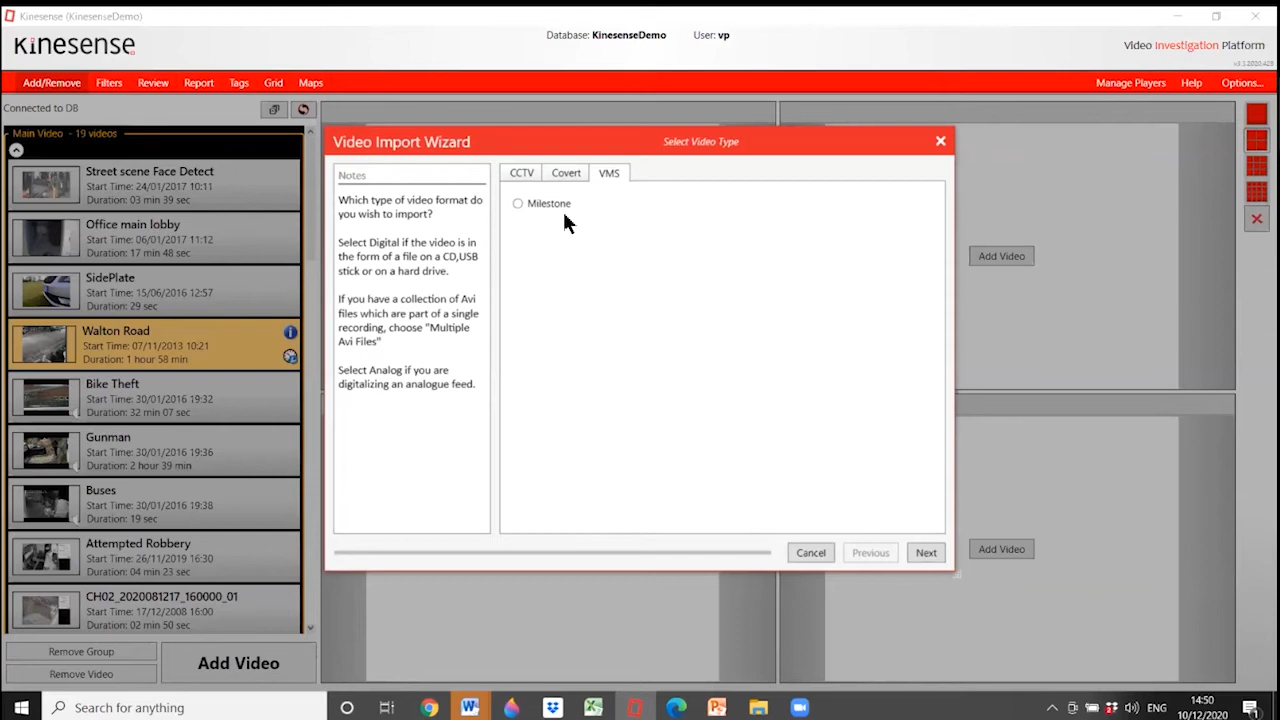 Kinesense (KinesenseDemo)
Kinesense
Database: KinesenseDemo User: vp
Video Investigation Platform
v3.3.2020.428
Add/Remove Filters Review Report Tags Grid Maps Manage Players Help Options...
Connected to DB
Main Video - 19 videos
Street scene Face Detect
Start Time: 24/01/2017 10:11
Duration: 03 min 39 sec
Office main lobby
Start Time: 06/01/2017 11:12
Duration: 17 min 48 sec
SidePlate
Start Time: 15/06/2016 12:57
Duration: 29 sec
Walton Road
Start Time: 07/11/2013 10:21
Duration: 1 hour 58 min
Bike Theft
Start Time: 30/01/2016 19:32
Duration: 32 min 07 sec
Gunman
Start Time: 30/01/2016 19:36
Duration: 2 hour 39 min
Buses
Start Time: 30/01/2016 19:38
Duration: 19 sec
Attempted Robbery
Start Time: 26/11/2019 16:30
Duration: 04 min 23 sec
CH02_2020081217_160000_01
Start Time: 17/12/2008 16:00
Duration: 02 min 50 sec
Remove Group
Remove Video
Add Video
Video Import Wizard Select Video Type
Notes
Which type of video format do
you wish to import?
Select Digital if the video is in
the form of a file on a CD,USB
stick or on a hard drive.
If you have a collection of Avi
files which are part of a single
recording, choose "Multiple
Avi Files"
Select Analog if you are
digitalizing an analogue feed.
CCTV Covert VMS
Milestone
Cancel Previous Next
Add Video
Add Video
Search for anything
ENG
14:50
10/12/2020